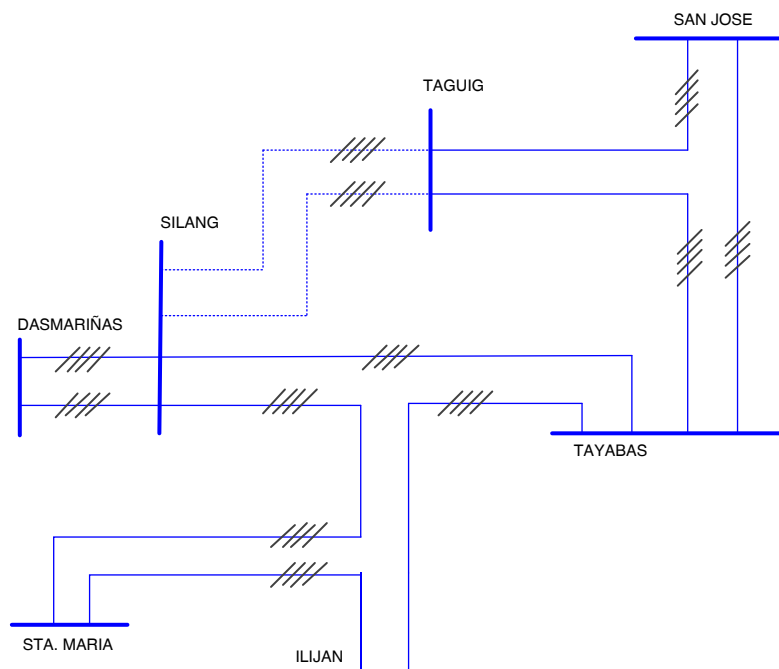 SAN JOSE
TAGUIG
SILANG
DASMARIÑAS
TAYABAS
STA. MARIA
ILIJAN